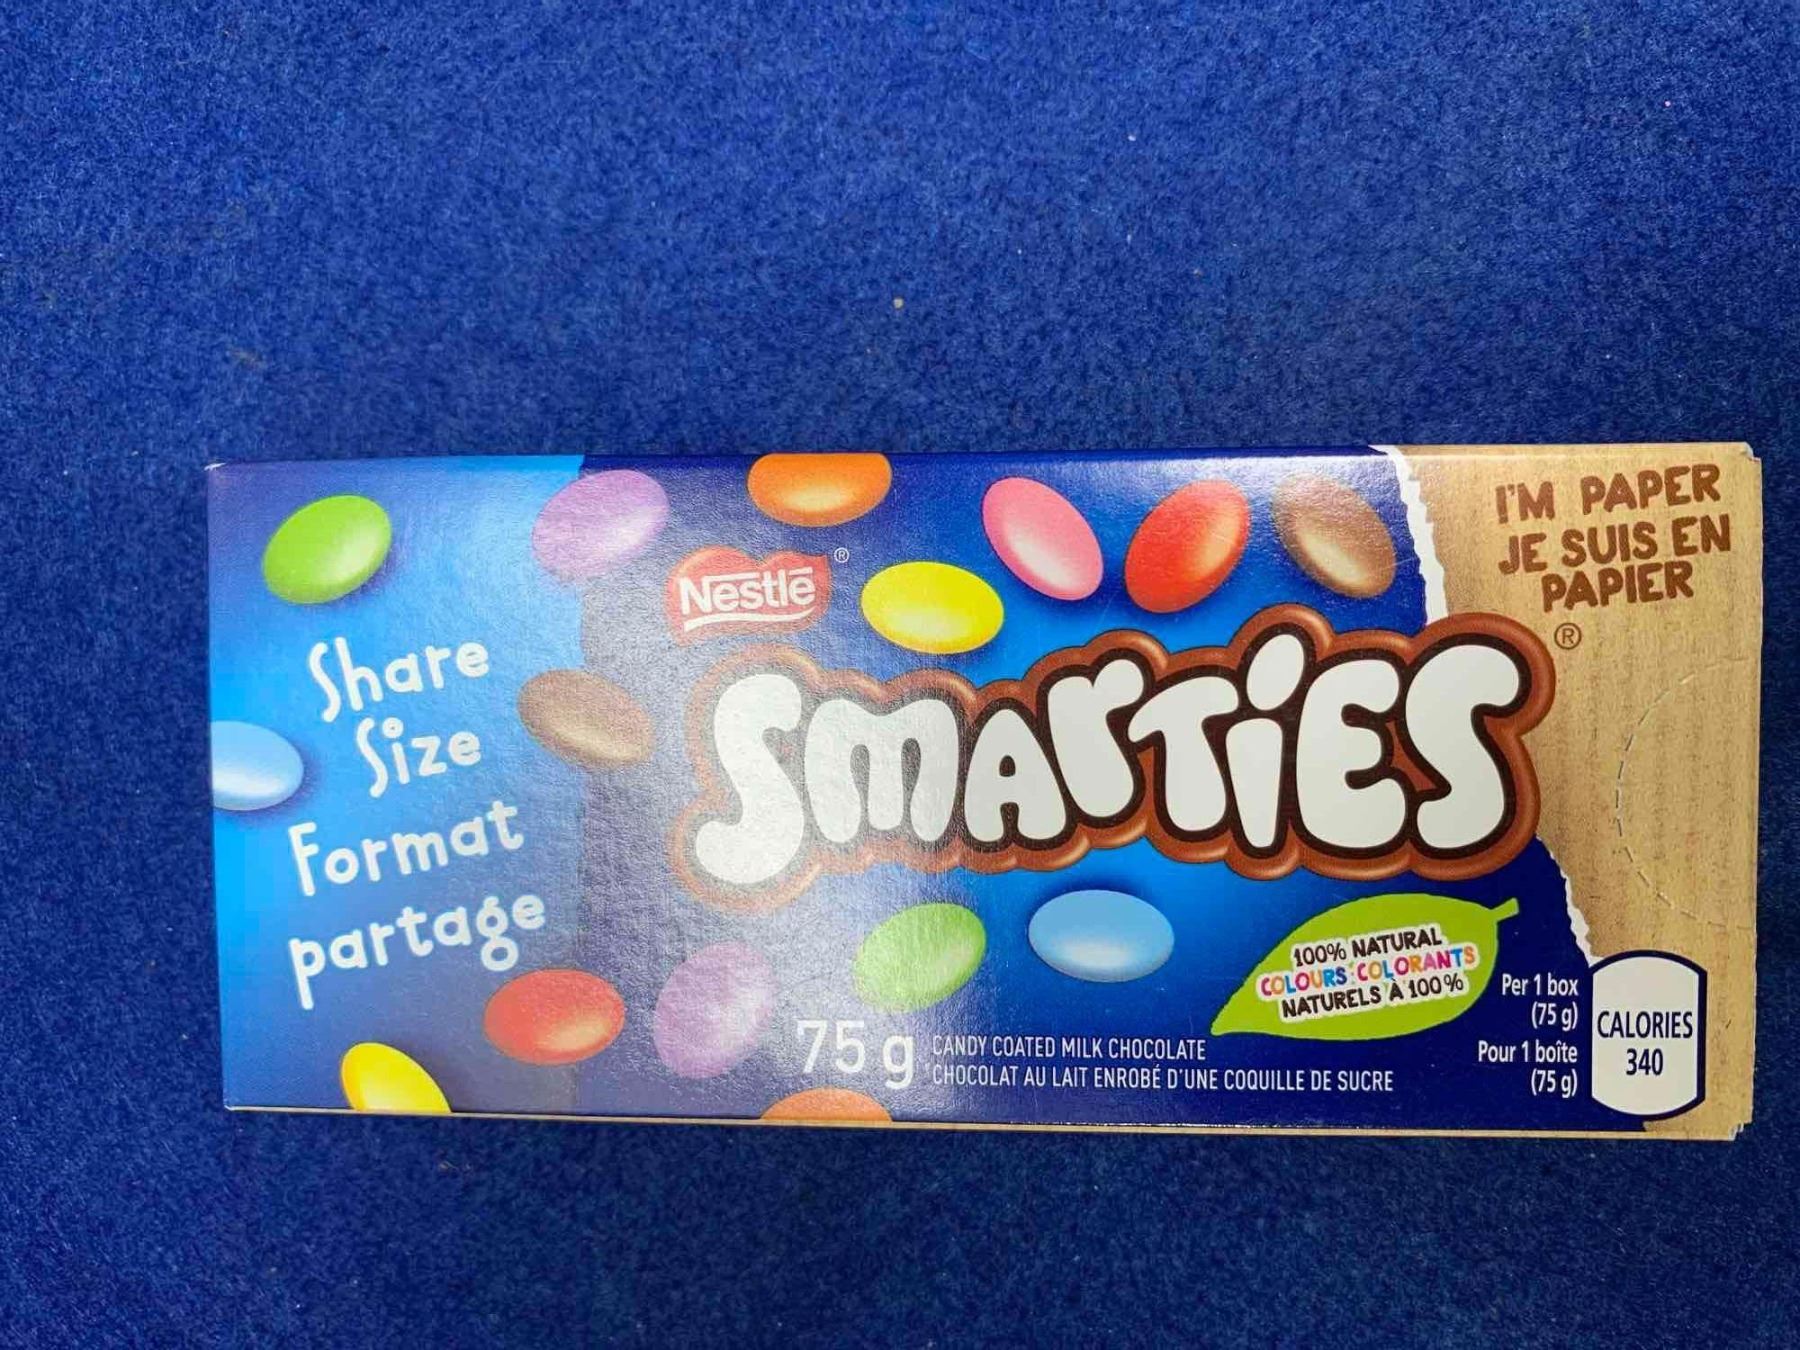 Share
Size
Format
partage
Nestlē®
SMARTiES®
I'M PAPER
JE SUIS EN
PAPIER
100% NATURAL
COLOURS·COLORANTS
NATURELS À 100%
75 g
CANDY COATED MILK CHOCOLATE
CHOCOLAT AU LAIT ENROBÉ D'UNE COQUILLE DE SUCRE
Per 1 box
(75 g)
Pour 1 boîte
(75 g)
CALORIES
340